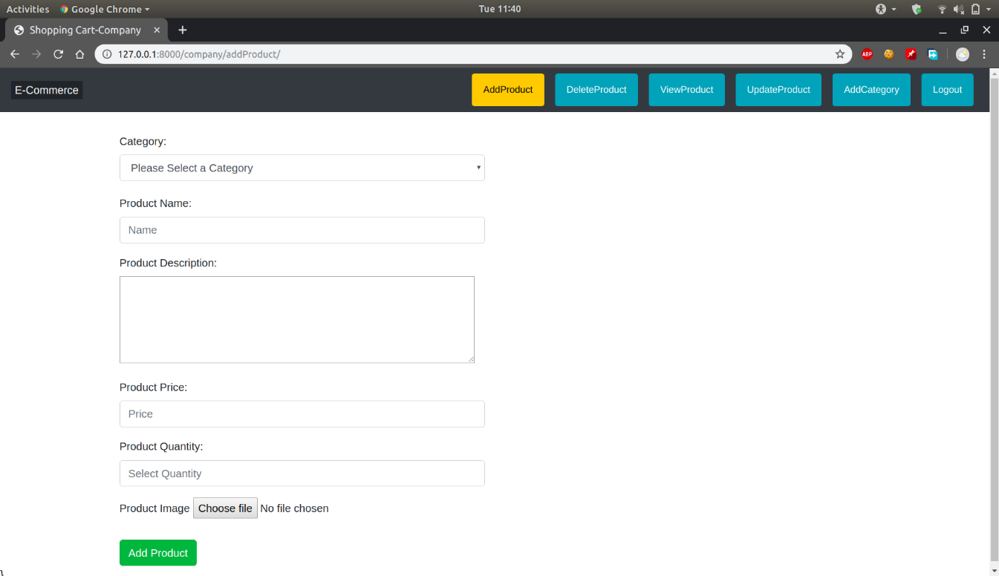 Activities Google Chrome Tue 11:40
Shopping Cart-Company
127.0.0.1:8000/company/addProduct/ ABP
E-Commerce AddProduct DeleteProduct ViewProduct UpdateProduct AddCategory Logout
Category:
Please Select a Category
Product Name:
Name
Product Description:
Product Price:
Price
Product Quantity:
Select Quantity
Product Image Choose file No file chosen
Add Product
}